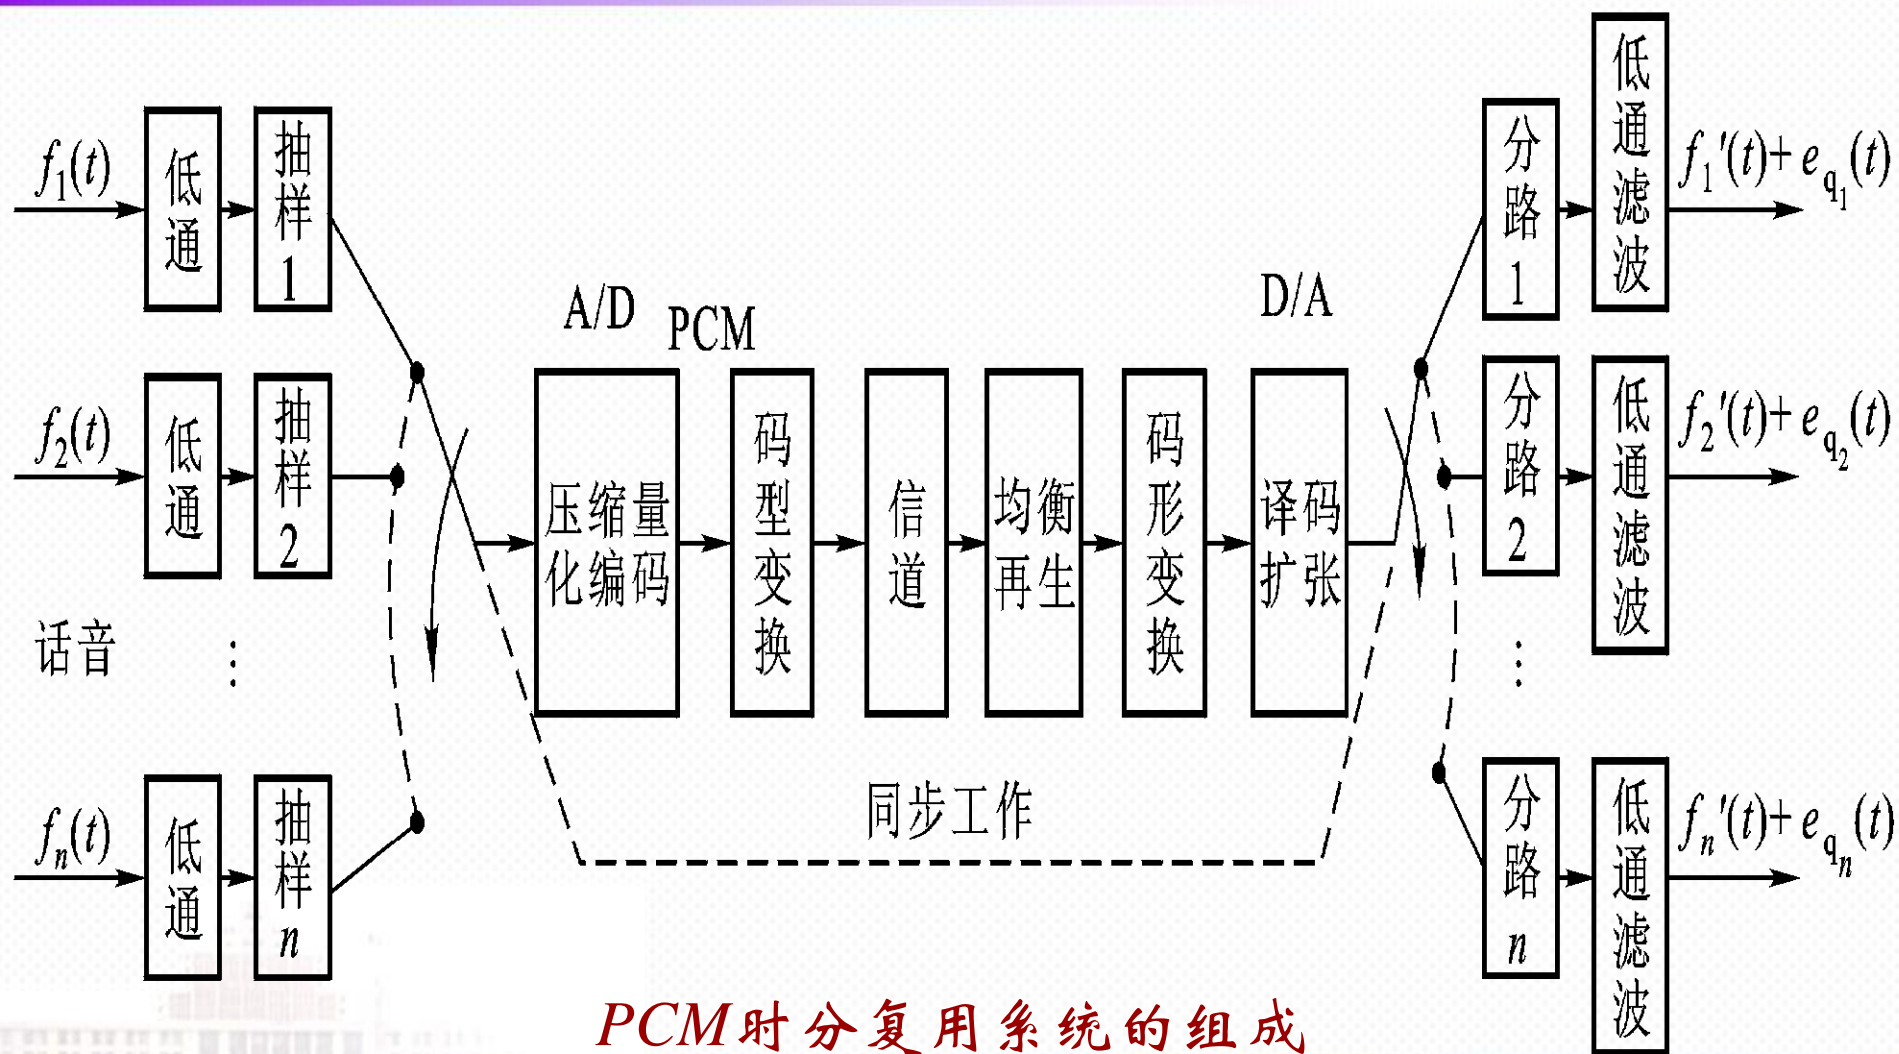 f1(t)
低通
抽样1
f2(t)
低通
抽样2
话音
⋮
fn(t)
低通
抽样n
A/D
PCM
压缩量
化编码
码型变换
信道
均衡
再生
码形变换
D/A
译码
扩张
同步工作
分路1
低通滤波
f1′(t)+eq1(t)
分路2
低通滤波
f2′(t)+eq2(t)
⋮
分路n
低通滤波
fn′(t)+eqn(t)
PCM时分复用系统的组成